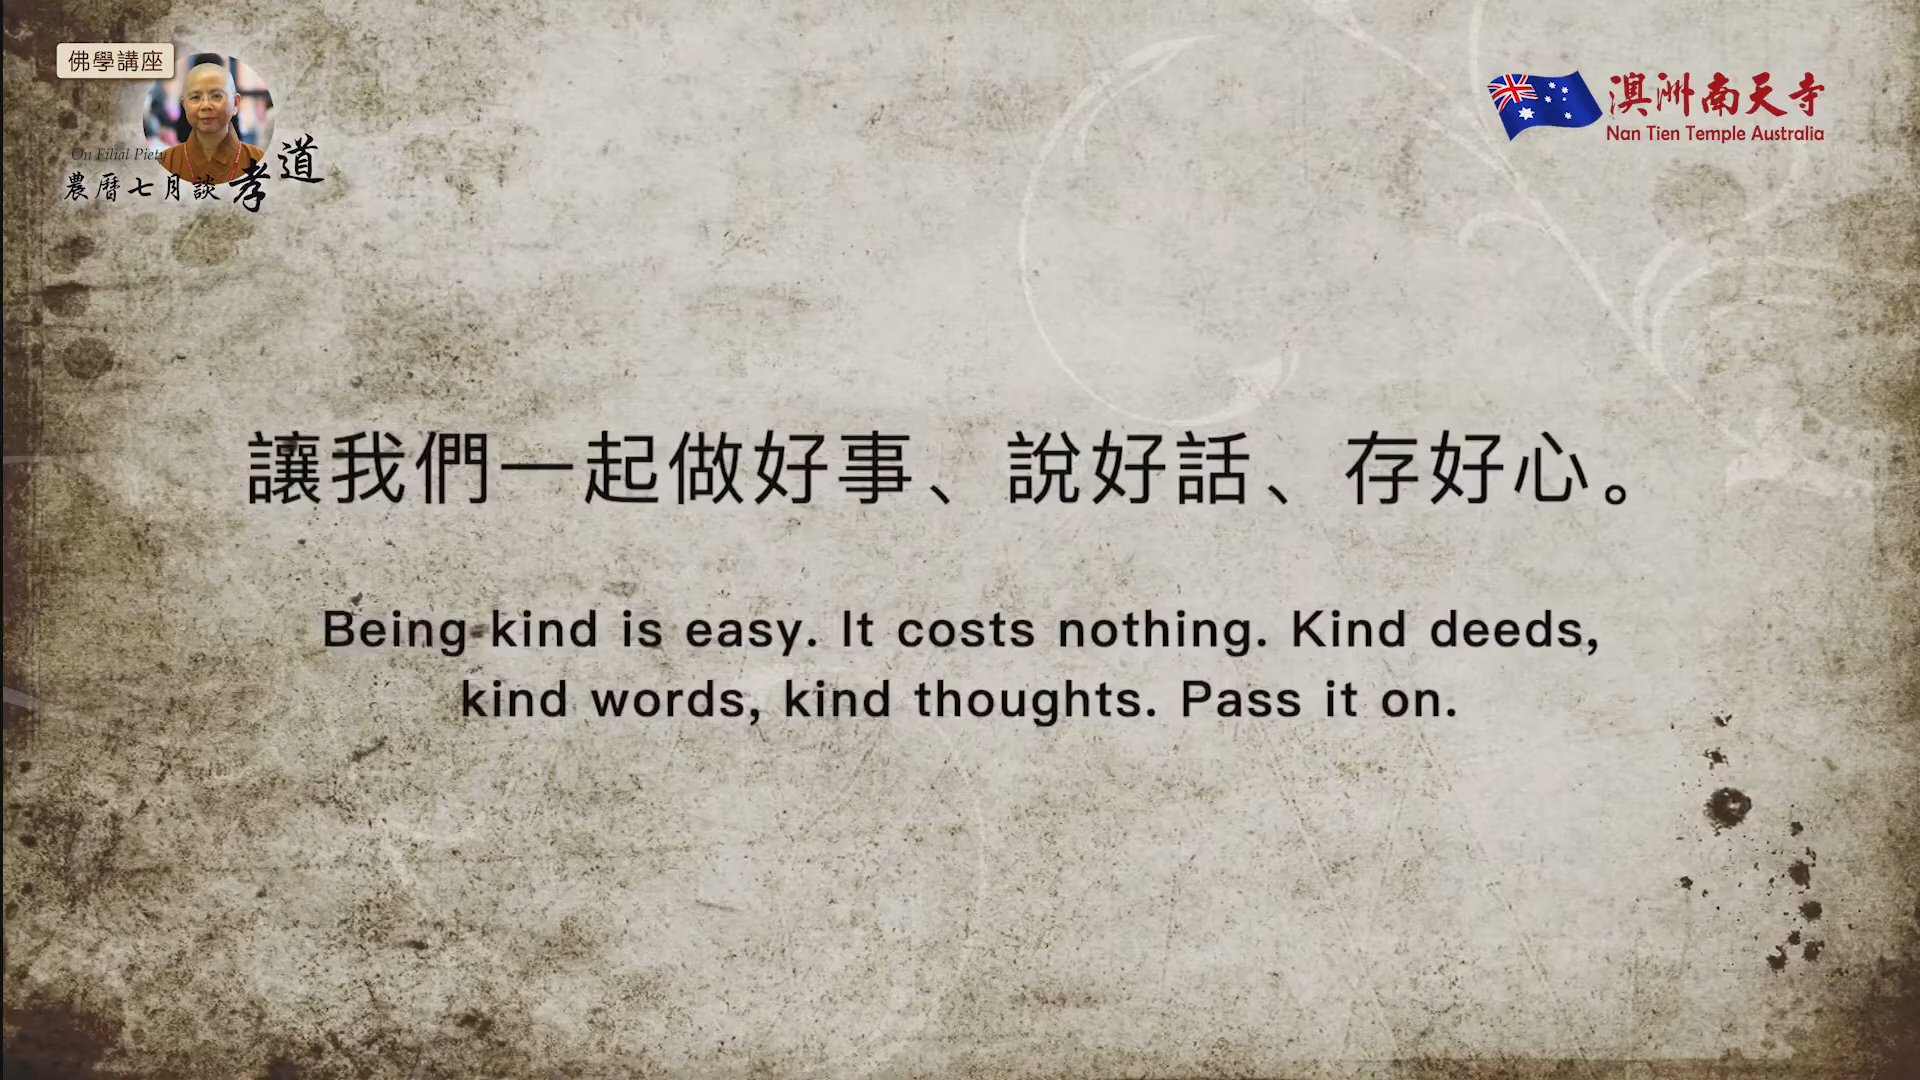 佛學講座
On Filial Piety
農曆七月談孝道
澳洲南天寺
Nan Tien Temple Australia
讓我們一起做好事、說好話、存好心。
Being kind is easy. It costs nothing. Kind deeds,
kind words, kind thoughts. Pass it on.